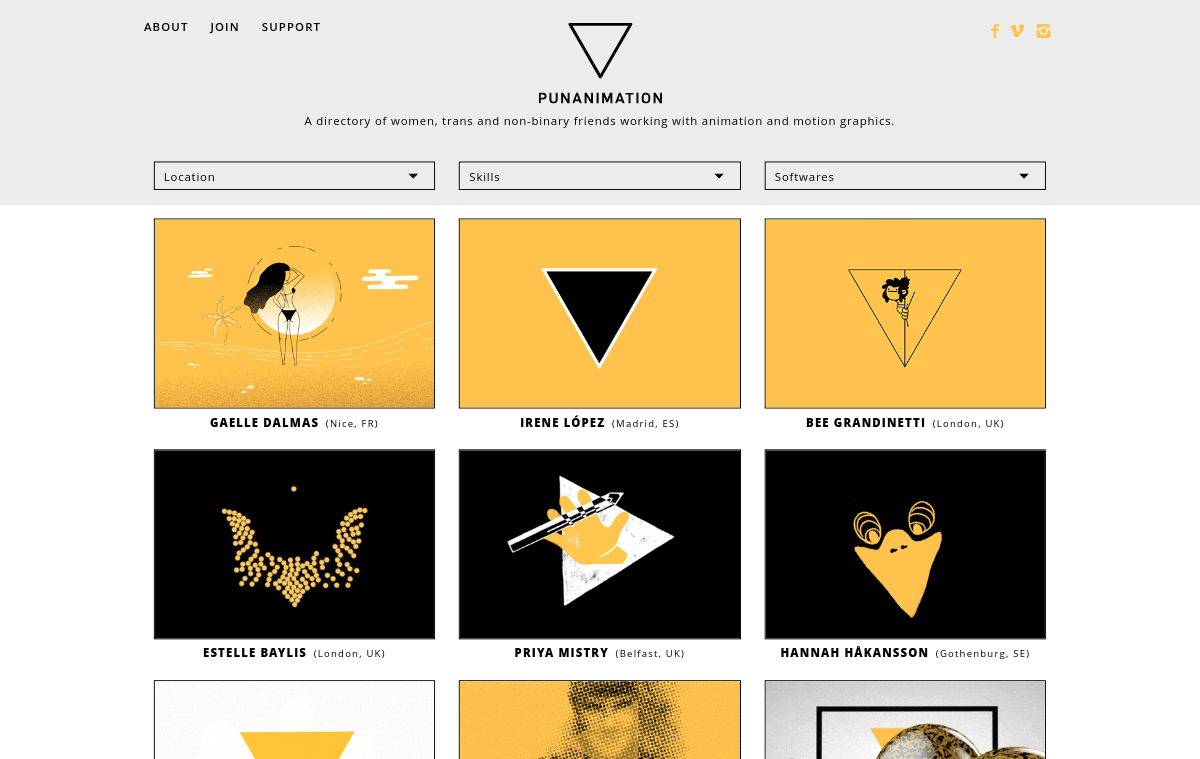 ABOUT JOIN SUPPORT
PUNANIMATION
A directory of women, trans and non-binary friends working with animation and motion graphics.
Location Skills Softwares
GAELLE DALMAS (Nice, FR) IRENE LÓPEZ (Madrid, ES) BEE GRANDINETTI (London, UK)
ESTELLE BAYLIS (London, UK) PRIYA MISTRY (Belfast, UK) HANNAH HÅKANSSON (Gothenburg, SE)